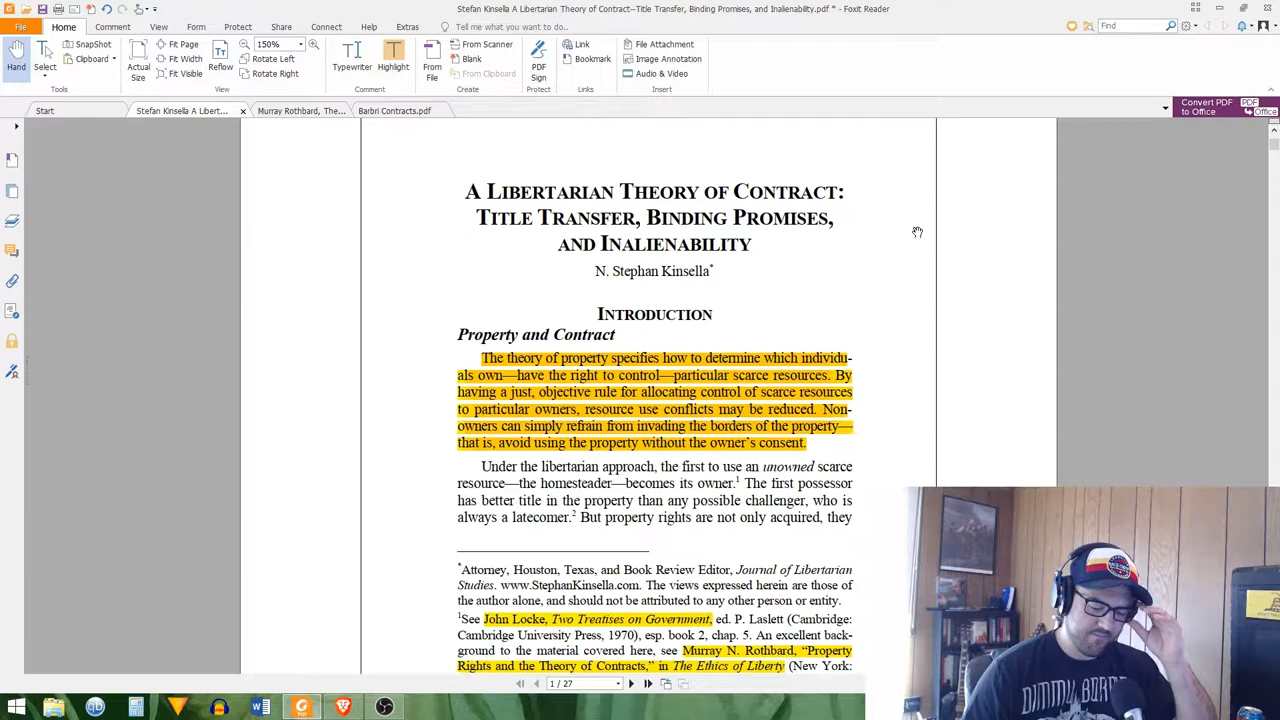 Stefan Kinsella A Libertarian Theory of Contract--Title Transfer, Binding Promises, and Inalienability.pdf * - Foxit Reader
File Home Comment View Form Protect Share Connect Help Extras Tell me what you want to do... Find
Hand
Select
SnapShot
Clipboard
Tools
Actual Size
Fit Page
Fit Width
Fit Visible
Reflow
150%
Rotate Left
Rotate Right
View
Typewriter
Highlight
Comment
From File
From Scanner
Blank
From Clipboard
Create
PDF Sign
Protect
Link
Bookmark
Links
File Attachment
Image Annotation
Audio & Video
Insert
Start Stefan Kinsella A Libert... Murray Rothbard, The... Barbri Contracts.pdf
Convert PDF to Office
PDF
Office
A LIBERTARIAN THEORY OF CONTRACT:
TITLE TRANSFER, BINDING PROMISES,
AND INALIENABILITY
N. Stephan Kinsella*
INTRODUCTION
Property and Contract
The theory of property specifies how to determine which individu-
als own—have the right to control—particular scarce resources. By
having a just, objective rule for allocating control of scarce resources
to particular owners, resource use conflicts may be reduced. Non-
owners can simply refrain from invading the borders of the property—
that is, avoid using the property without the owner's consent.
Under the libertarian approach, the first to use an unowned scarce
resource—the homesteader—becomes its owner.1 The first possessor
has better title in the property than any possible challenger, who is
always a latecomer.2 But property rights are not only acquired, they
*Attorney, Houston, Texas, and Book Review Editor, Journal of Libertarian
Studies. www.StephanKinsella.com. The views expressed herein are those of
the author alone, and should not be attributed to any other person or entity.
1See John Locke, Two Treatises on Government, ed. P. Laslett (Cambridge:
Cambridge University Press, 1970), esp. book 2, chap. 5. An excellent back-
ground to the material covered here, see Murray N. Rothbard, “Property
Rights and the Theory of Contracts,” in The Ethics of Liberty (New York:
1 / 27
DIMMU BORG